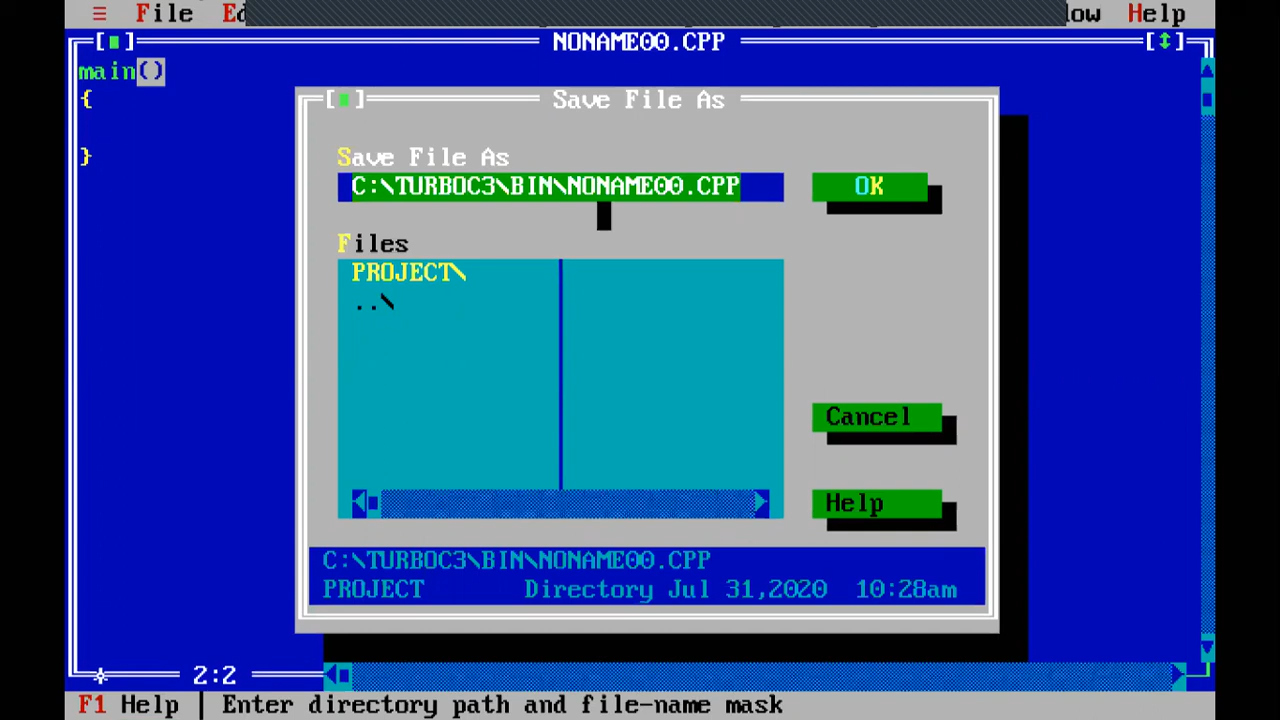 ≡ File Ed ow Help
NONAME00.CPP
main()
{
}
Save File As
Save File As
C:\TURBOC3\BIN\NONAME00.CPP
OK
Files
PROJECT\
..\
Cancel
Help
C:\TURBOC3\BIN\NONAME00.CPP
PROJECT Directory Jul 31,2020 10:28am
2:2
F1 Help │ Enter directory path and file-name mask